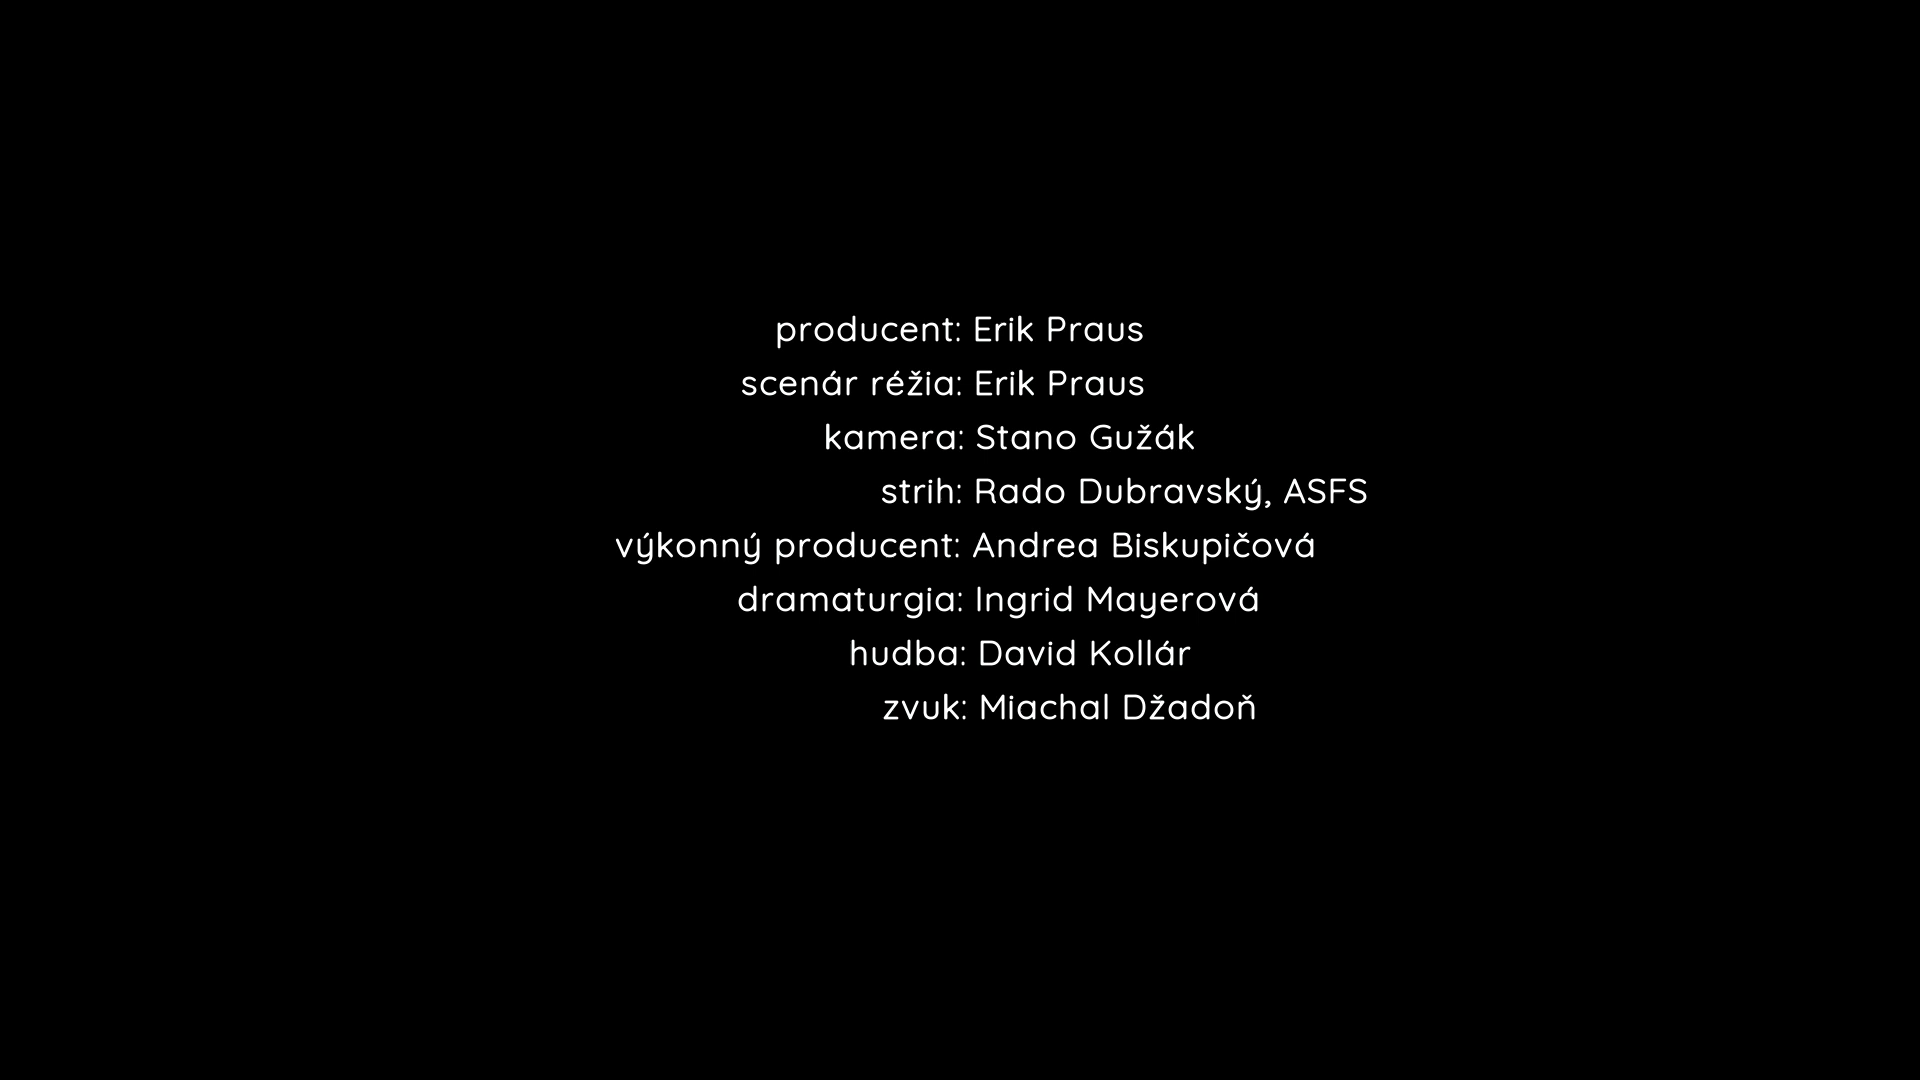 producent: Erik Praus
scenár réžia: Erik Praus
kamera: Stano Gužák
strih: Rado Dubravský, ASFS
výkonný producent: Andrea Biskupičová
dramaturgia: Ingrid Mayerová
hudba: David Kollár
zvuk: Miachal Džadoň